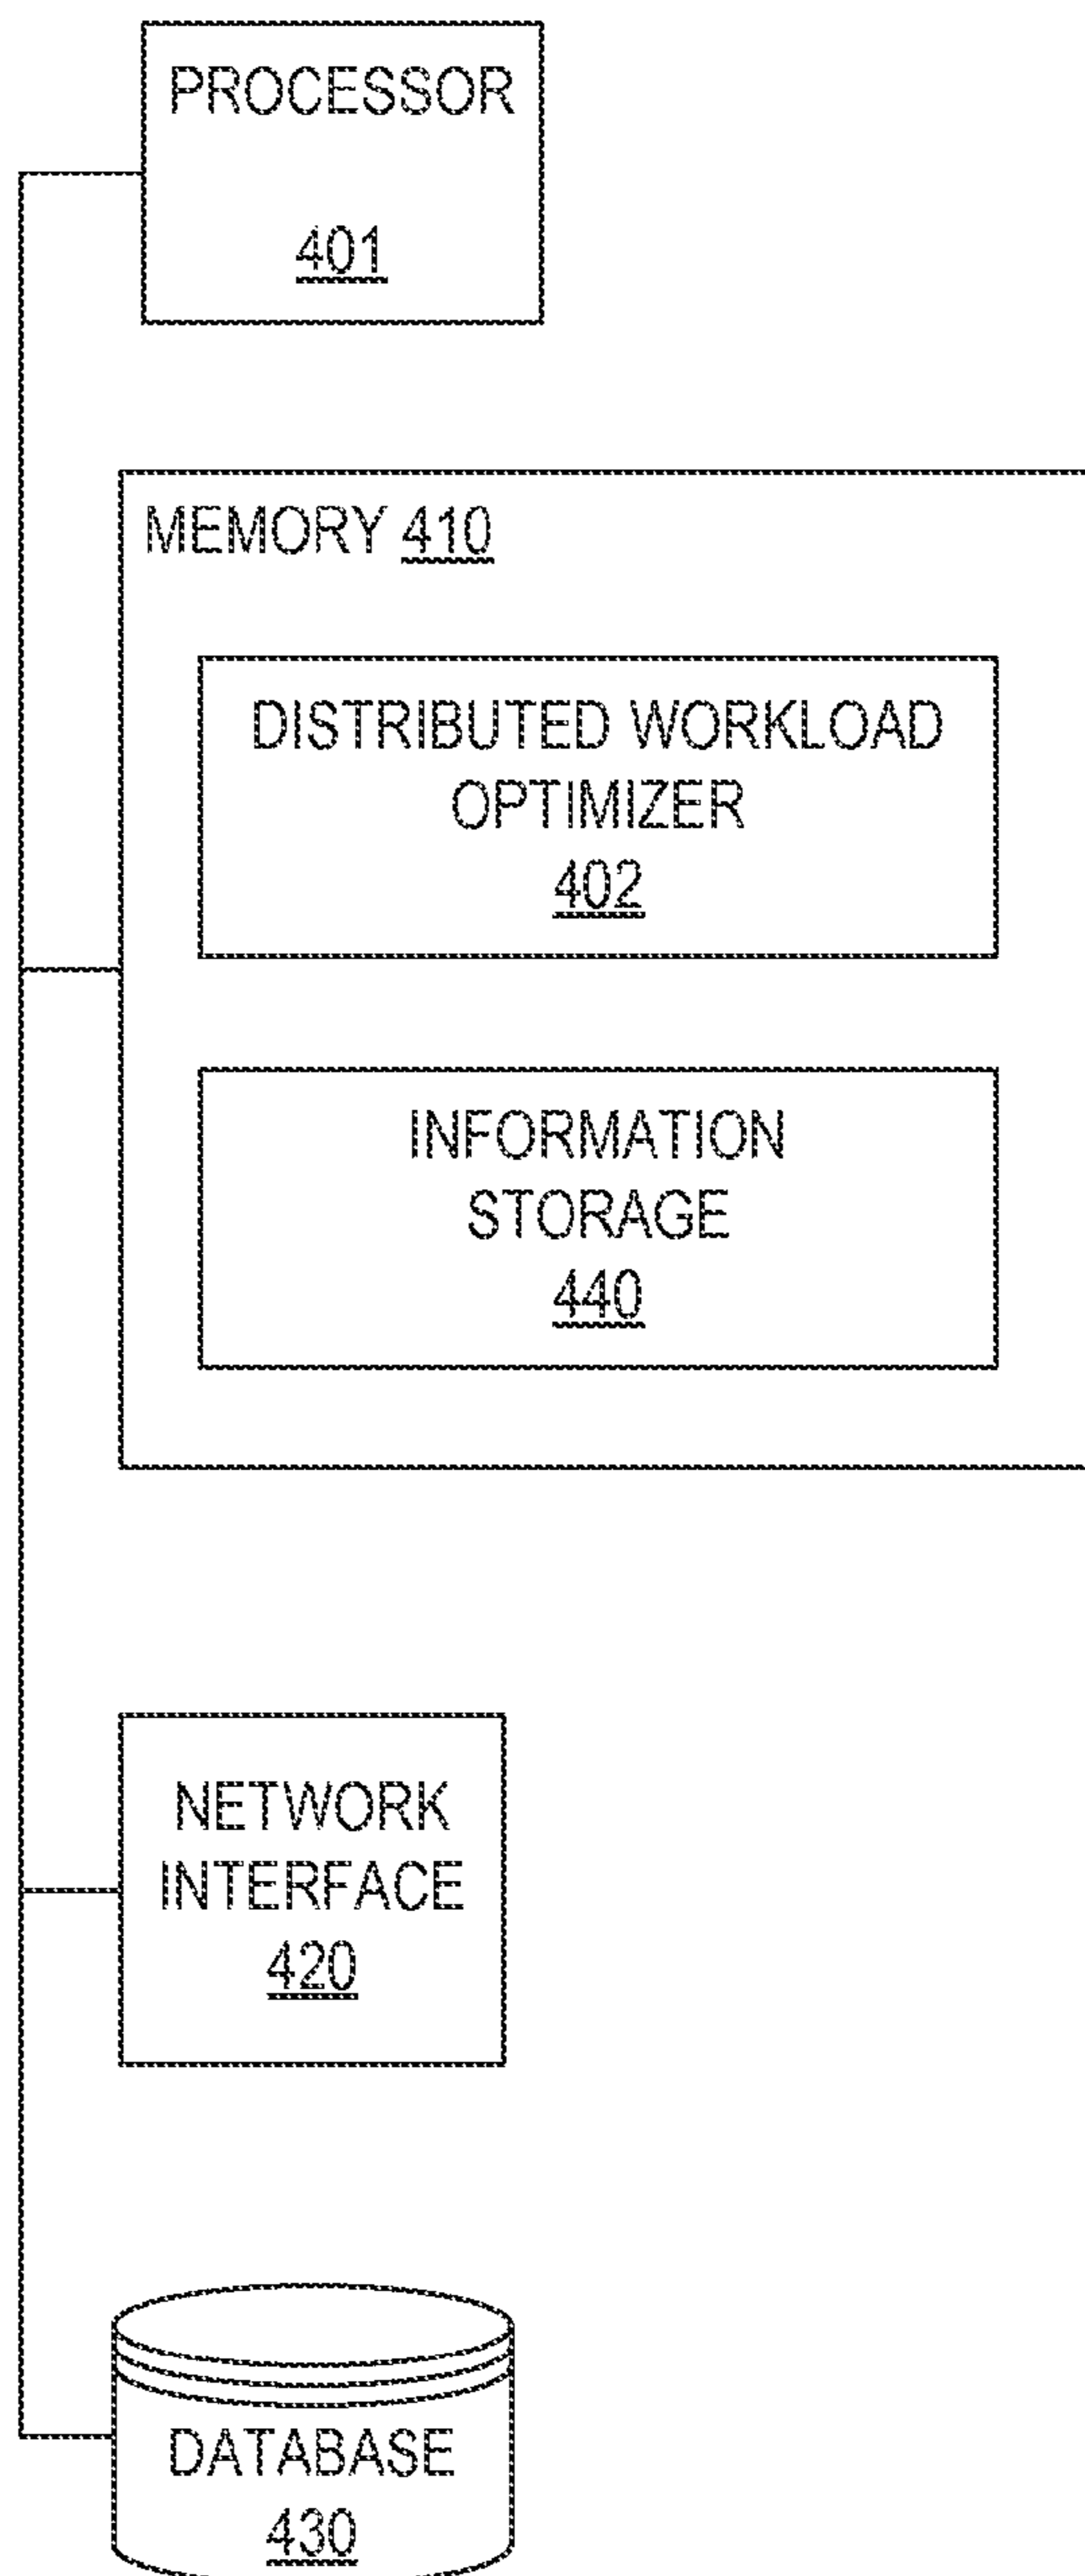 PROCESSOR
401
MEMORY 410
DISTRIBUTED WORKLOAD
OPTIMIZER
402
INFORMATION
STORAGE
440
NETWORK
INTERFACE
420
DATABASE
430